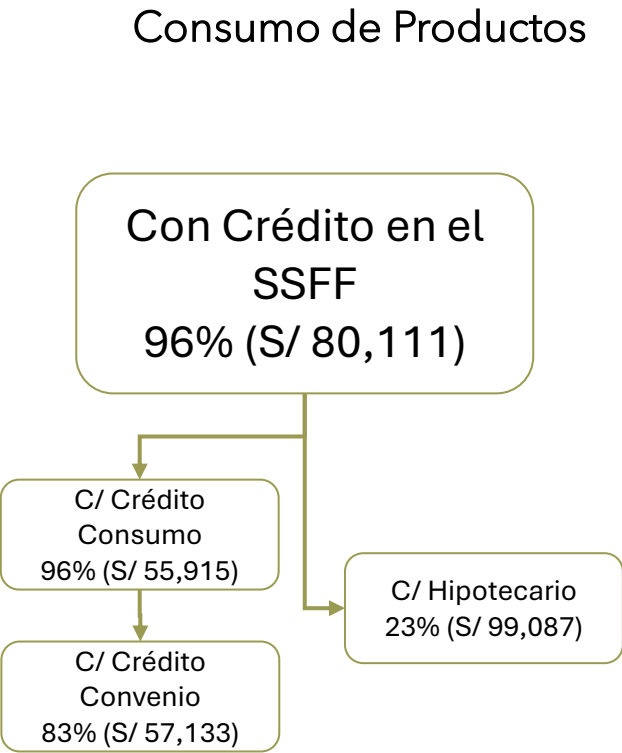 Consumo de Productos
Con Crédito en el
SSFF
96% (S/ 80,111)
C/ Crédito
Consumo
96% (S/ 55,915)
C/ Hipotecario
23% (S/ 99,087)
C/ Crédito
Convenio
83% (S/ 57,133)